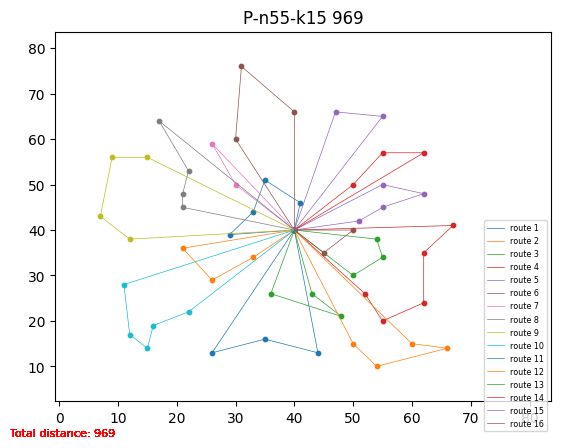 P-n55-k15 969
80
70
60
50
40
30
20
10
0
10
20
30
40
50
60
70
80
route 1
route 2
route 3
route 4
route 5
route 6
route 7
route 8
route 9
route 10
route 11
route 12
route 13
route 14
route 15
route 16
Total distance: 969